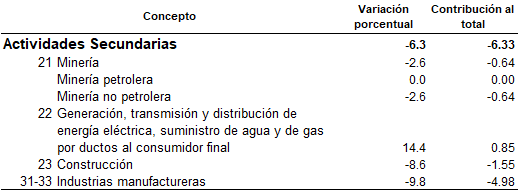 Concepto Variación porcentual Contribución al total
Actividades Secundarias -6.3 -6.33
21 Minería -2.6 -0.64
Minería petrolera 0.0 0.00
Minería no petrolera -2.6 -0.64
22 Generación, transmisión y distribución de
energía eléctrica, suministro de agua y de gas
por ductos al consumidor final 14.4 0.85
23 Construcción -8.6 -1.55
31-33 Industrias manufactureras -9.8 -4.98